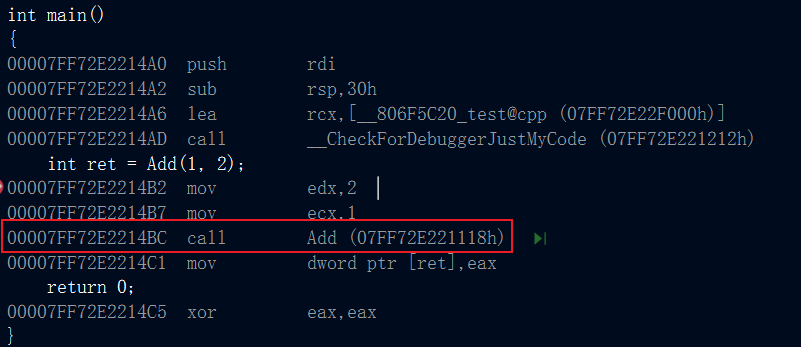 int main()
{
00007FF72E2214A0 push rdi
00007FF72E2214A2 sub rsp,30h
00007FF72E2214A6 lea rcx,[__806F5C20_test@cpp (07FF72E22F000h)]
00007FF72E2214AD call __CheckForDebuggerJustMyCode (07FF72E221212h)
int ret = Add(1, 2);
00007FF72E2214B2 mov edx,2
00007FF72E2214B7 mov ecx,1
00007FF72E2214BC call Add (07FF72E221118h)
00007FF72E2214C1 mov dword ptr [ret],eax
return 0;
00007FF72E2214C5 xor eax,eax
}